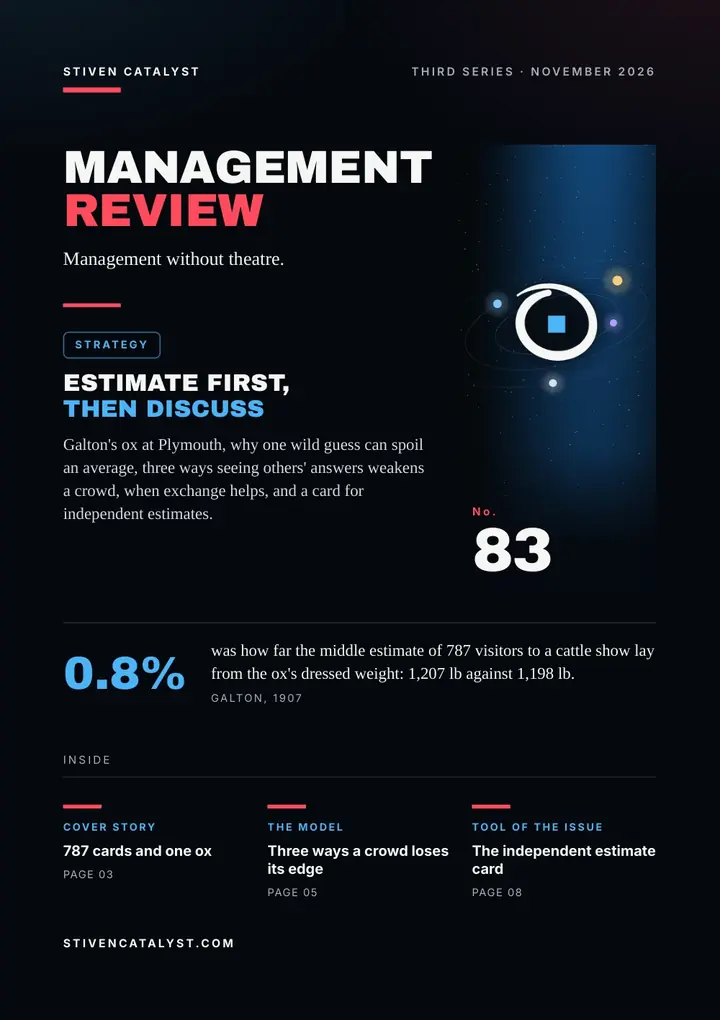 STIVEN CATALYST
THIRD SERIES · NOVEMBER 2026
MANAGEMENT
REVIEW
Management without theatre.
STRATEGY
ESTIMATE FIRST,
THEN DISCUSS
Galton's ox at Plymouth, why one wild guess can spoil
an average, three ways seeing others' answers weakens
a crowd, when exchange helps, and a card for
independent estimates.
No.
83
0.8%
was how far the middle estimate of 787 visitors to a cattle show lay
from the ox's dressed weight: 1,207 lb against 1,198 lb.
GALTON, 1907
INSIDE
COVER STORY
787 cards and one ox
PAGE 03
THE MODEL
Three ways a crowd loses
its edge
PAGE 05
TOOL OF THE ISSUE
The independent estimate
card
PAGE 08
STIVENCATALYST.COM